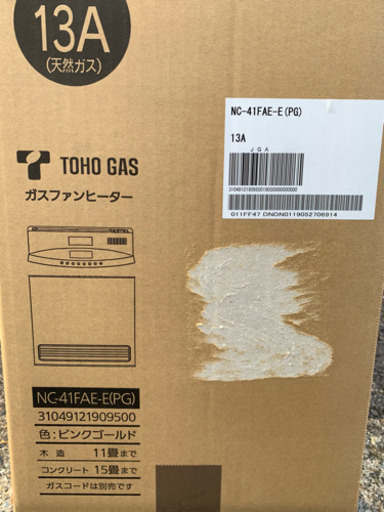 13A
(天然ガス)
NC-41FAE-E(PG)
13A
JGA
011FF47 DNDN0119052706914
TOHO GAS
ガスファンヒーター
NC-41FAE-E(PG)
31049121909500
色:ピンクゴールド
木造 11畳まで
コンクリート 15畳まで
ガスコードは別売です